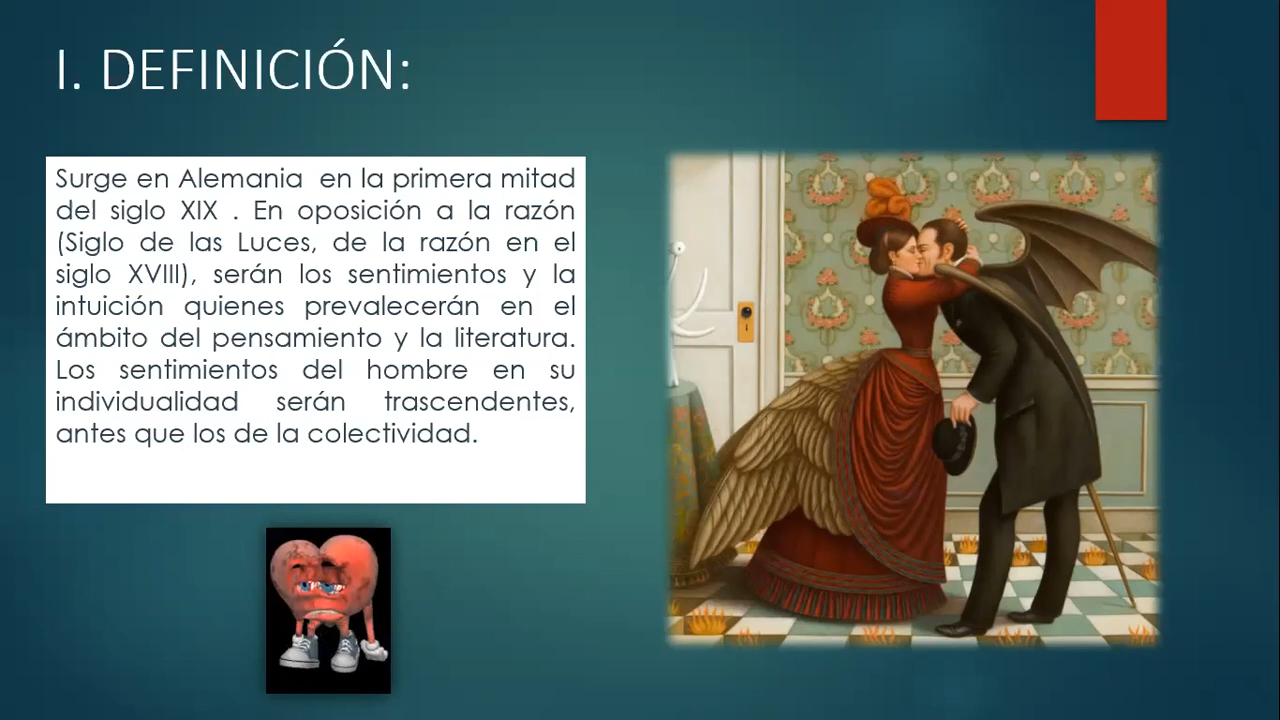 I. DEFINICIÓN:
Surge en Alemania en la primera mitad
del siglo XIX . En oposición a la razón
(Siglo de las Luces, de la razón en el
siglo XVIII), serán los sentimientos y la
intuición quienes prevalecerán en el
ámbito del pensamiento y la literatura.
Los sentimientos del hombre en su
individualidad serán trascendentes,
antes que los de la colectividad.